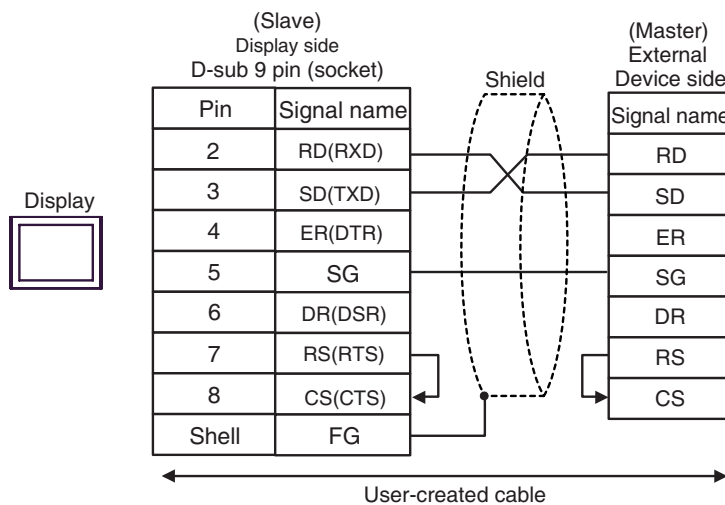 (Slave)
Display side
D-sub 9 pin (socket)
(Master)
External
Device side
Shield
Display
Pin Signal name
2 RD(RXD)
3 SD(TXD)
4 ER(DTR)
5 SG
6 DR(DSR)
7 RS(RTS)
8 CS(CTS)
Shell FG
Signal name
RD
SD
ER
SG
DR
RS
CS
User-created cable